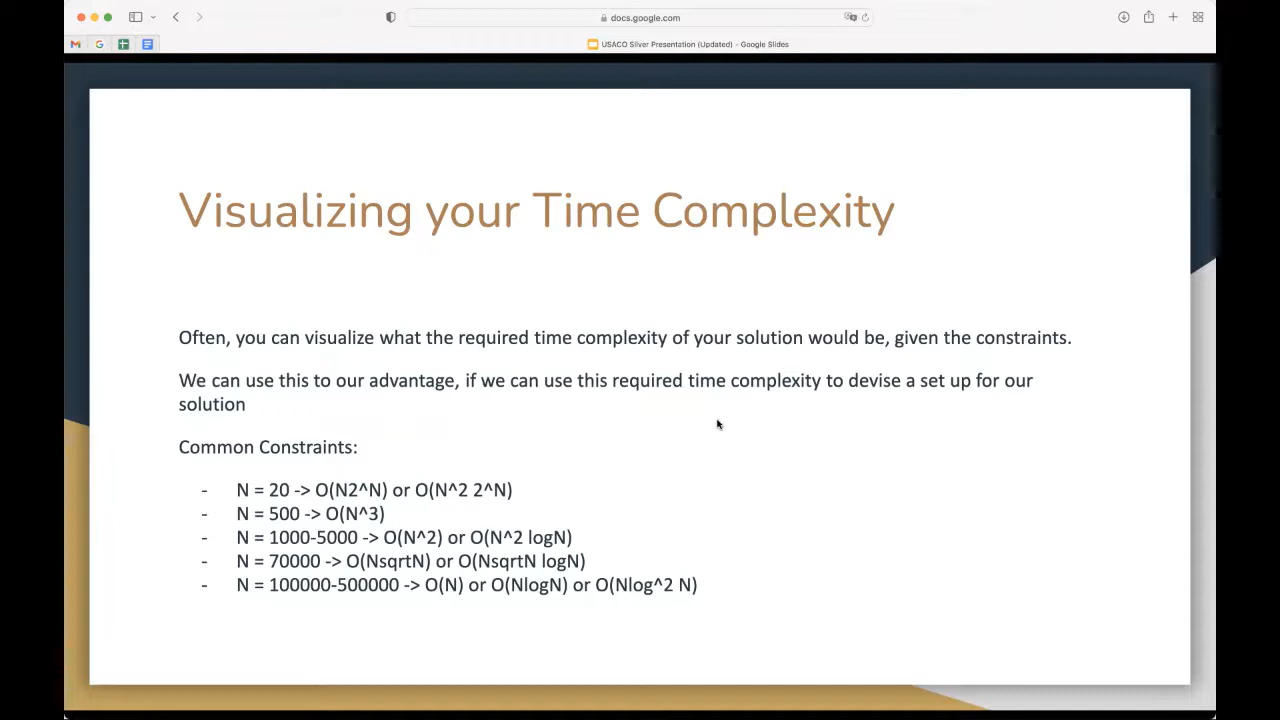 docs.google.com
USACO Silver Presentation (Updated) - Google Slides
Visualizing your Time Complexity
Often, you can visualize what the required time complexity of your solution would be, given the constraints.
We can use this to our advantage, if we can use this required time complexity to devise a set up for our
solution
Common Constraints:
- N = 20 -> O(N2^N) or O(N^2 2^N)
- N = 500 -> O(N^3)
- N = 1000-5000 -> O(N^2) or O(N^2 logN)
- N = 70000 -> O(NsqrtN) or O(NsqrtN logN)
- N = 100000-500000 -> O(N) or O(NlogN) or O(Nlog^2 N)